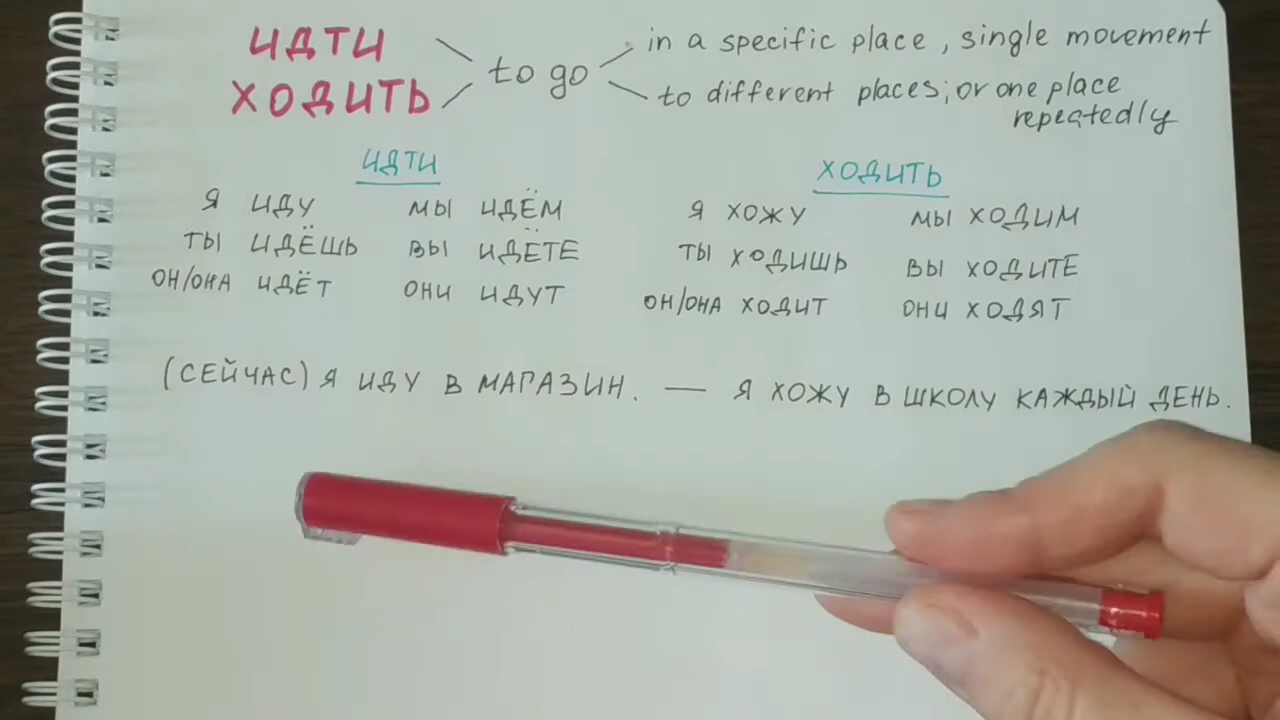 ИДТИ
ХОДИТЬ
to go
in a specific place, single movement
to different places; or one place
repeatedly
ИДТИ
Я ИДУ МЫ ИДЁМ
ТЫ ИДЁШЬ ВЫ ИДЁТЕ
ОН/ОНА ИДЁТ ОНИ ИДУТ
ХОДИТЬ
Я ХОЖУ МЫ ХОДИМ
ТЫ ХОДИШЬ ВЫ ХОДИТЕ
ОН/ОНА ХОДИТ ОНИ ХОДЯТ
(СЕЙЧАС) Я ИДУ В МАГАЗИН. — Я ХОЖУ В ШКОЛУ КАЖДЫЙ ДЕНЬ.